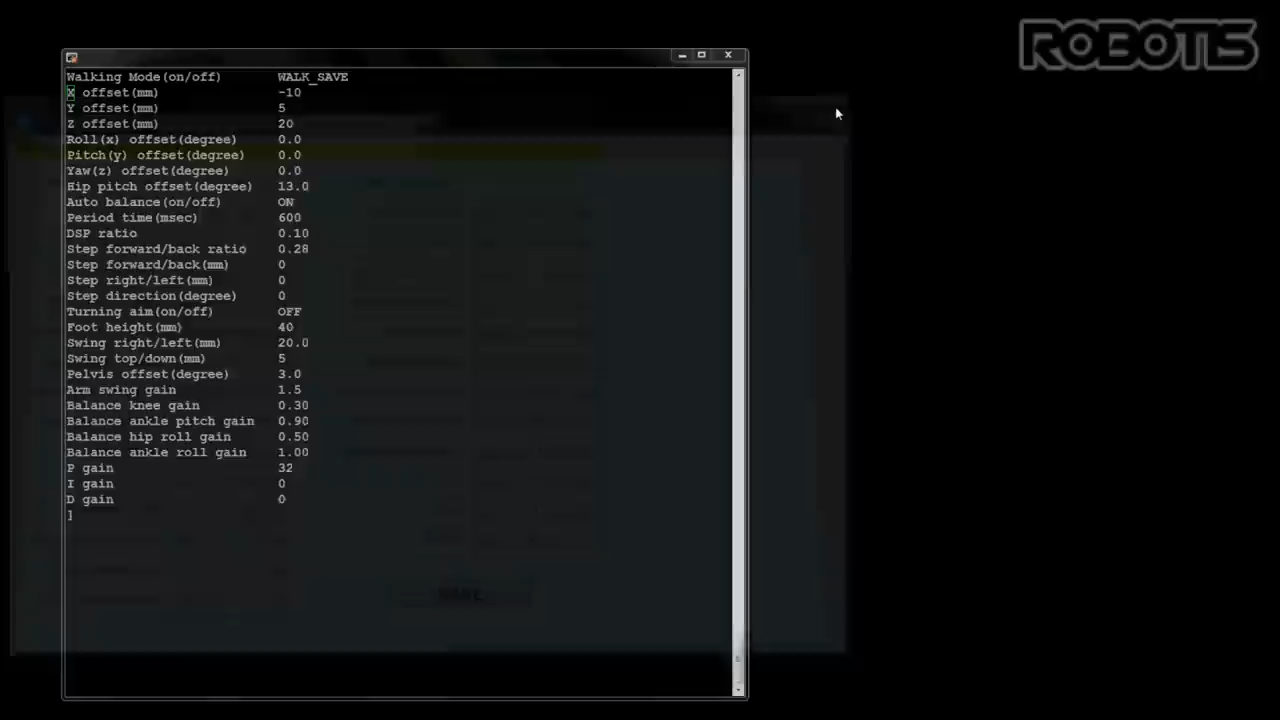 ROBOTIS
Walking Mode(on/off) WALK_SAVE
X offset(mm) -10
Y offset(mm) 5
Z offset(mm) 20
Roll(x) offset(degree) 0.0
Pitch(y) offset(degree) 0.0
Yaw(z) offset(degree) 0.0
Hip pitch offset(degree) 13.0
Auto balance(on/off) ON
Period time(msec) 600
DSP ratio 0.10
Step forward/back ratio 0.28
Step forward/back(mm) 0
Step right/left(mm) 0
Step direction(degree) 0
Turning aim(on/off) OFF
Foot height(mm) 40
Swing right/left(mm) 20.0
Swing top/down(mm) 5
Pelvis offset(degree) 3.0
Arm swing gain 1.5
Balance knee gain 0.30
Balance ankle pitch gain 0.90
Balance hip roll gain 0.50
Balance ankle roll gain 1.00
P gain 32
I gain 0
D gain 0
]